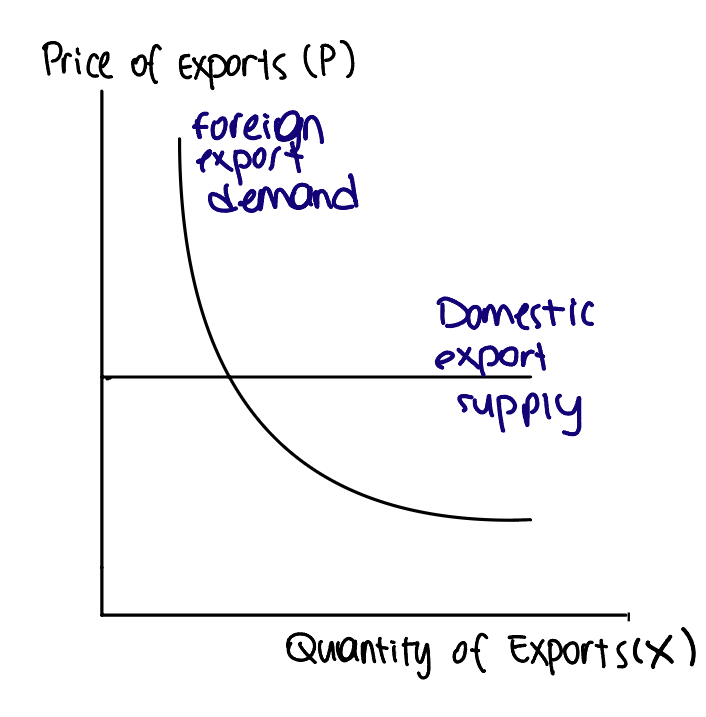 Price of exports (P)
foreign
export
demand
Domestic
export
supply
Quantity of Exports(X)